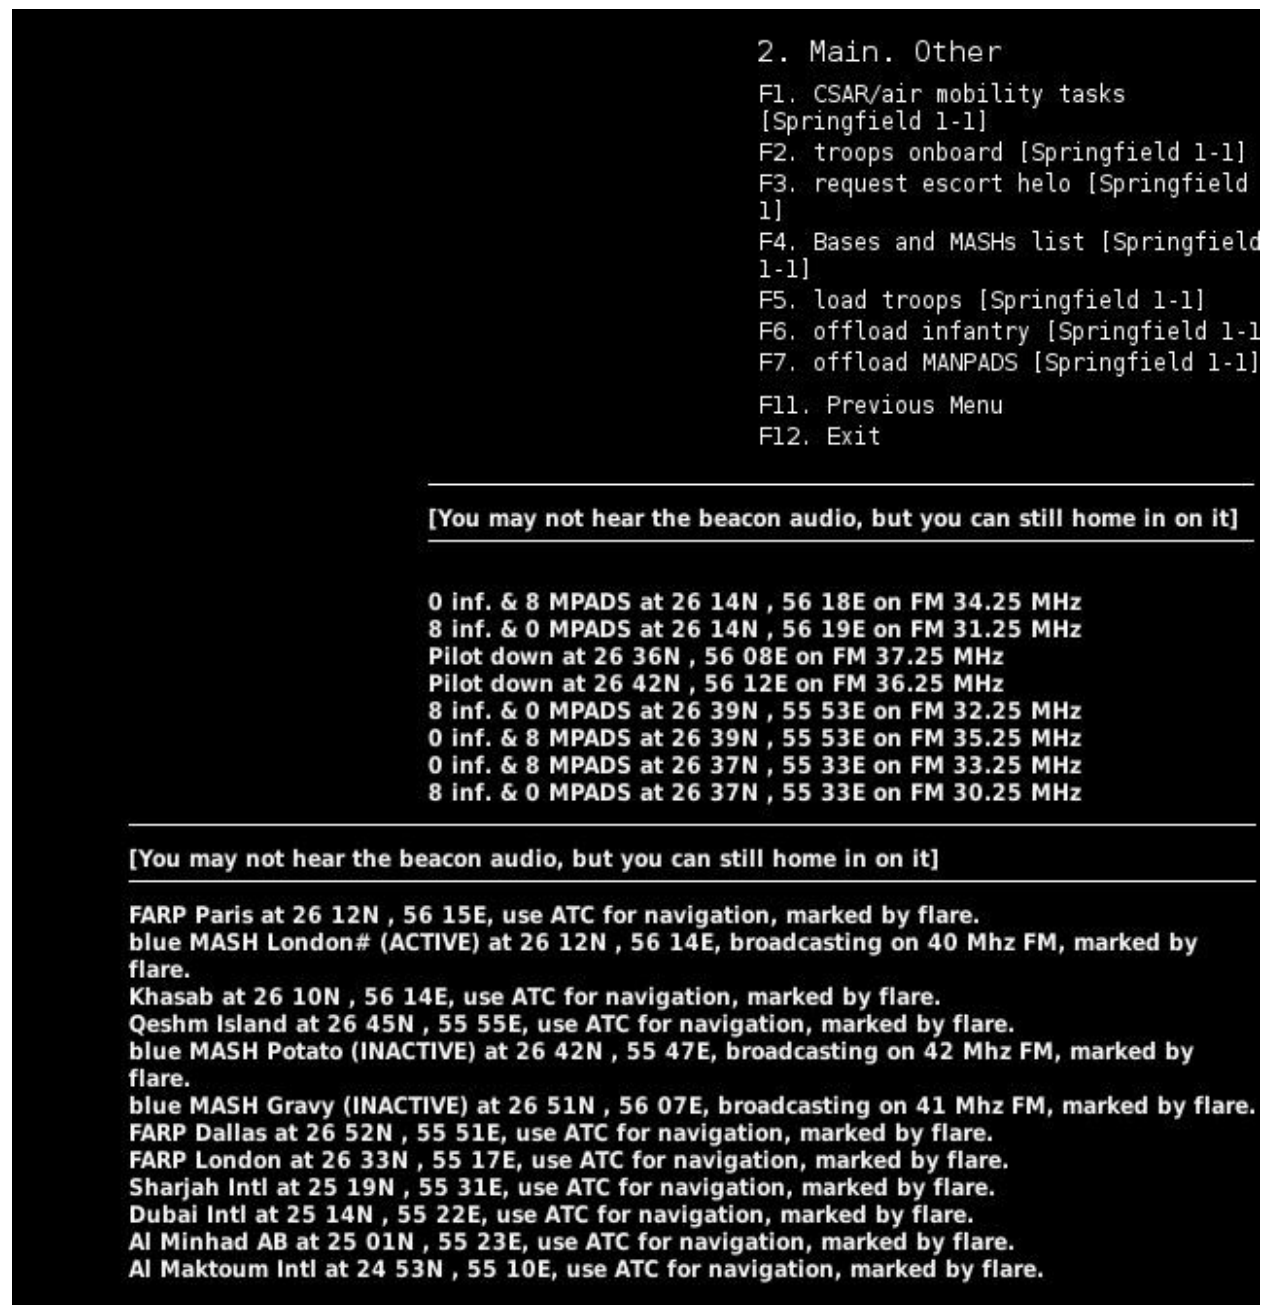 2. Main. Other
F1. CSAR/air mobility tasks
[Springfield 1-1]
F2. troops onboard [Springfield 1-1]
F3. request escort helo [Springfield
1]
F4. Bases and MASHs list [Springfield
1-1]
F5. load troops [Springfield 1-1]
F6. offload infantry [Springfield 1-1
F7. offload MANPADS [Springfield 1-1]
F11. Previous Menu
F12. Exit
[You may not hear the beacon audio, but you can still home in on it]
0 inf. & 8 MPADS at 26 14N , 56 18E on FM 34.25 MHz
8 inf. & 0 MPADS at 26 14N , 56 19E on FM 31.25 MHz
Pilot down at 26 36N , 56 08E on FM 37.25 MHz
Pilot down at 26 42N , 56 12E on FM 36.25 MHz
8 inf. & 0 MPADS at 26 39N , 55 53E on FM 32.25 MHz
0 inf. & 8 MPADS at 26 39N , 55 53E on FM 35.25 MHz
0 inf. & 8 MPADS at 26 37N , 55 33E on FM 33.25 MHz
8 inf. & 0 MPADS at 26 37N , 55 33E on FM 30.25 MHz
[You may not hear the beacon audio, but you can still home in on it]
FARP Paris at 26 12N , 56 15E, use ATC for navigation, marked by flare.
blue MASH London# (ACTIVE) at 26 12N , 56 14E, broadcasting on 40 Mhz FM, marked by
flare.
Khasab at 26 10N , 56 14E, use ATC for navigation, marked by flare.
Qeshm Island at 26 45N , 55 55E, use ATC for navigation, marked by flare.
blue MASH Potato (INACTIVE) at 26 42N , 55 47E, broadcasting on 42 Mhz FM, marked by
flare.
blue MASH Gravy (INACTIVE) at 26 51N , 56 07E, broadcasting on 41 Mhz FM, marked by flare.
FARP Dallas at 26 52N , 55 51E, use ATC for navigation, marked by flare.
FARP London at 26 33N , 55 17E, use ATC for navigation, marked by flare.
Sharjah Intl at 25 19N , 55 31E, use ATC for navigation, marked by flare.
Dubai Intl at 25 14N , 55 22E, use ATC for navigation, marked by flare.
Al Minhad AB at 25 01N , 55 23E, use ATC for navigation, marked by flare.
Al Maktoum Intl at 24 53N , 55 10E, use ATC for navigation, marked by flare.